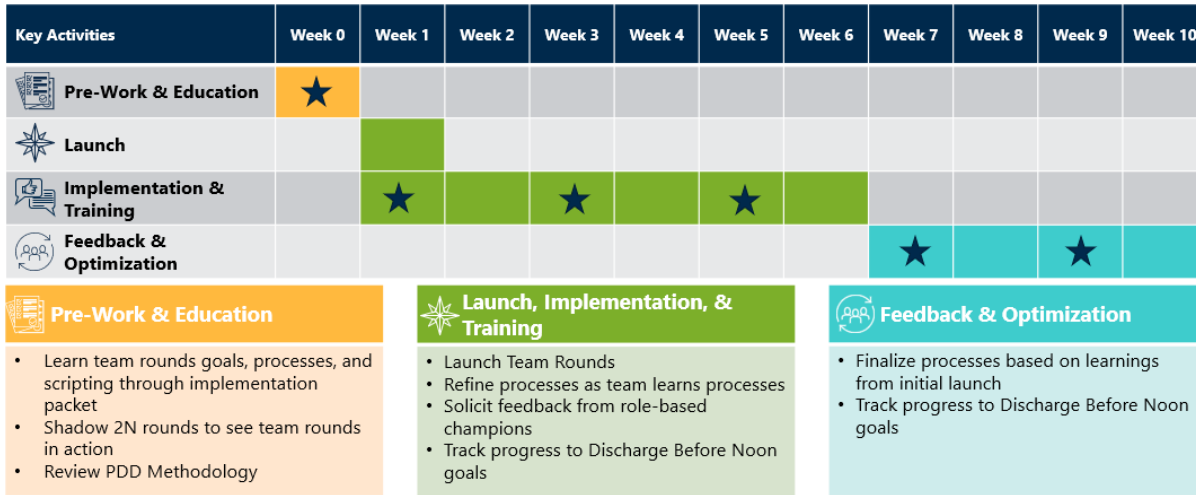 Key Activities Week 0 Week 1 Week 2 Week 3 Week 4 Week 5 Week 6 Week 7 Week 8 Week 9 Week 10
Pre-Work & Education
Launch
Implementation &
Training
Feedback &
Optimization
Pre-Work & Education
• Learn team rounds goals, processes, and
scripting through implementation
packet
• Shadow 2N rounds to see team rounds
in action
• Review PDD Methodology
Launch, Implementation, &
Training
• Launch Team Rounds
• Refine processes as team learns processes
• Solicit feedback from role-based
champions
• Track progress to Discharge Before Noon
goals
Feedback & Optimization
• Finalize processes based on learnings
from initial launch
• Track progress to Discharge Before Noon
goals